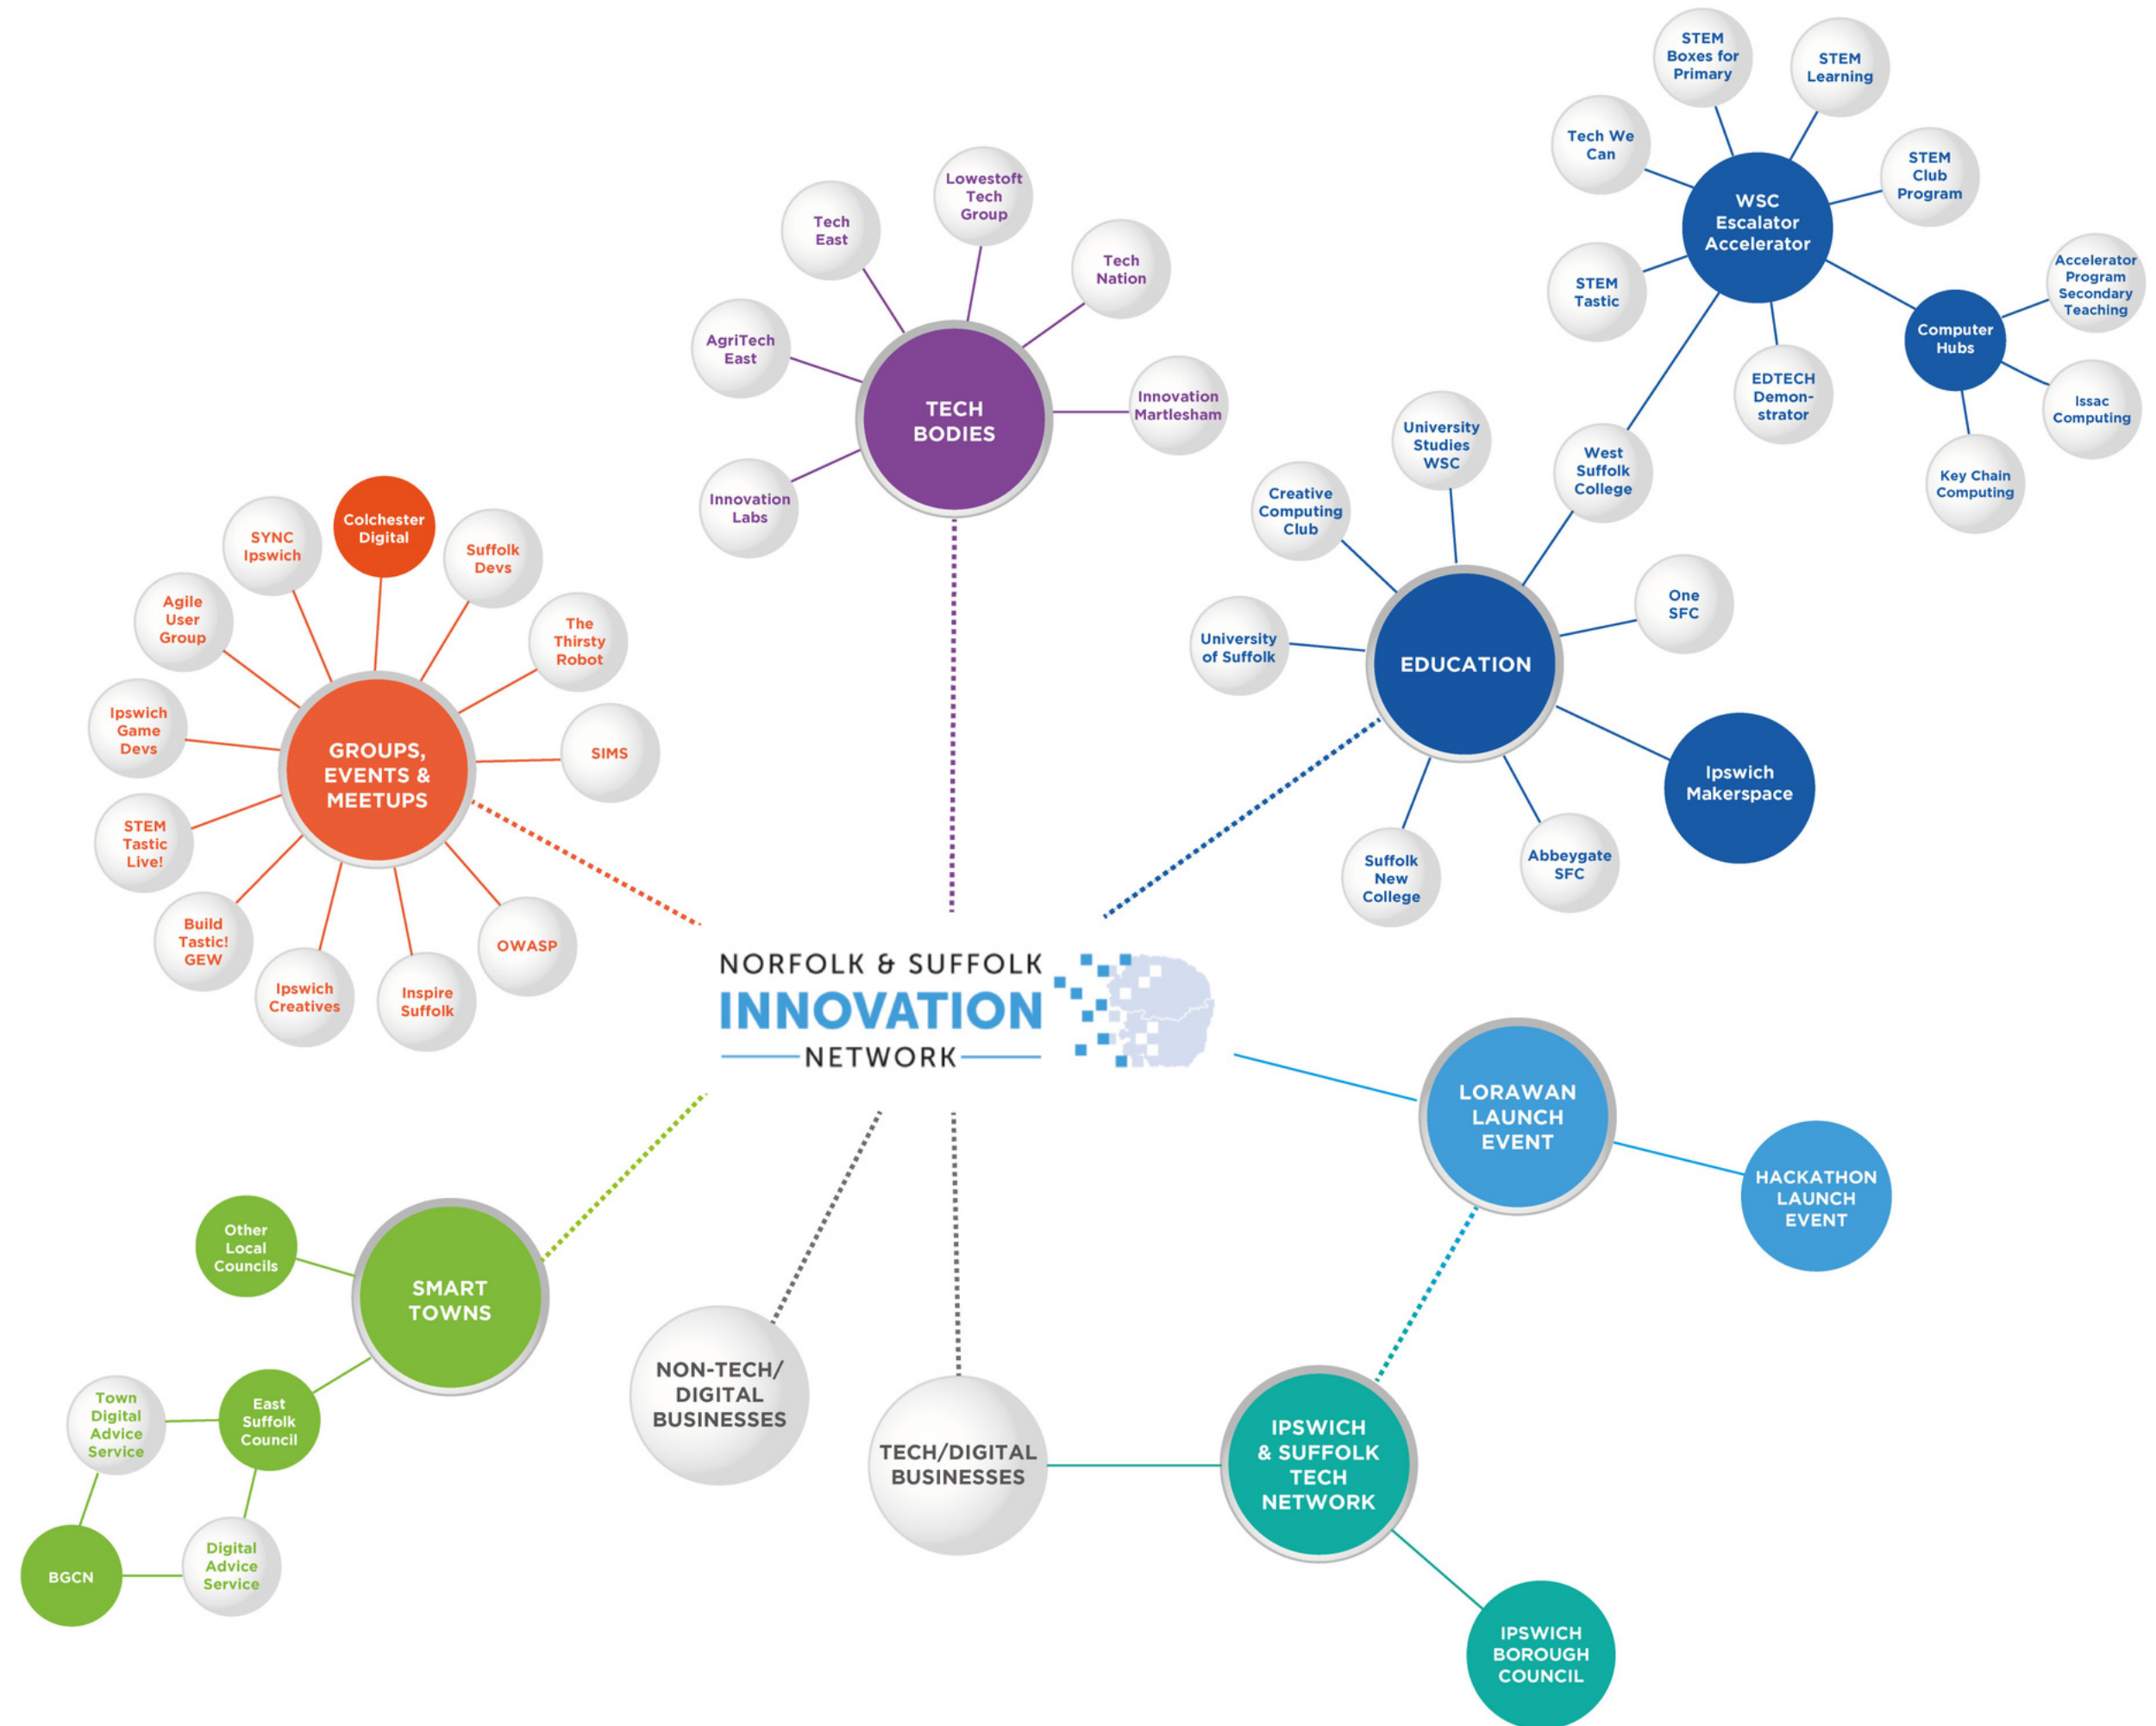 STEM
Boxes for
Primary
STEM
Learning
Tech We
Can
STEM
Club
Program
WSC
Escalator
Accelerator
STEM
Tastic
EDTECH
Demon-
strator
Computer
Hubs
Accelerator
Program
Secondary
Teaching
Issac
Computing
Key Chain
Computing
Lowestoft
Tech
Group
Tech
East
Tech
Nation
AgriTech
East
Innovation
Martlesham
TECH
BODIES
Innovation
Labs
University
Studies
WSC
West
Suffolk
College
Creative
Computing
Club
One
SFC
University
of Suffolk
EDUCATION
Ipswich
Makerspace
Suffolk
New
College
Abbeygate
SFC
Colchester
Digital
SYNC
Ipswich
Suffolk
Devs
Agile
User
Group
The
Thirsty
Robot
Ipswich
Game
Devs
SIMS
GROUPS,
EVENTS &
MEETUPS
STEM
Tastic
Live!
Build
Tastic!
GEW
Ipswich
Creatives
Inspire
Suffolk
OWASP
NORFOLK & SUFFOLK
INNOVATION
NETWORK
LORAWAN
LAUNCH
EVENT
HACKATHON
LAUNCH
EVENT
Other
Local
Councils
SMART
TOWNS
Town
Digital
Advice
Service
East
Suffolk
Council
BGCN
Digital
Advice
Service
NON-TECH/
DIGITAL
BUSINESSES
TECH/DIGITAL
BUSINESSES
IPSWICH
& SUFFOLK
TECH
NETWORK
IPSWICH
BOROUGH
COUNCIL